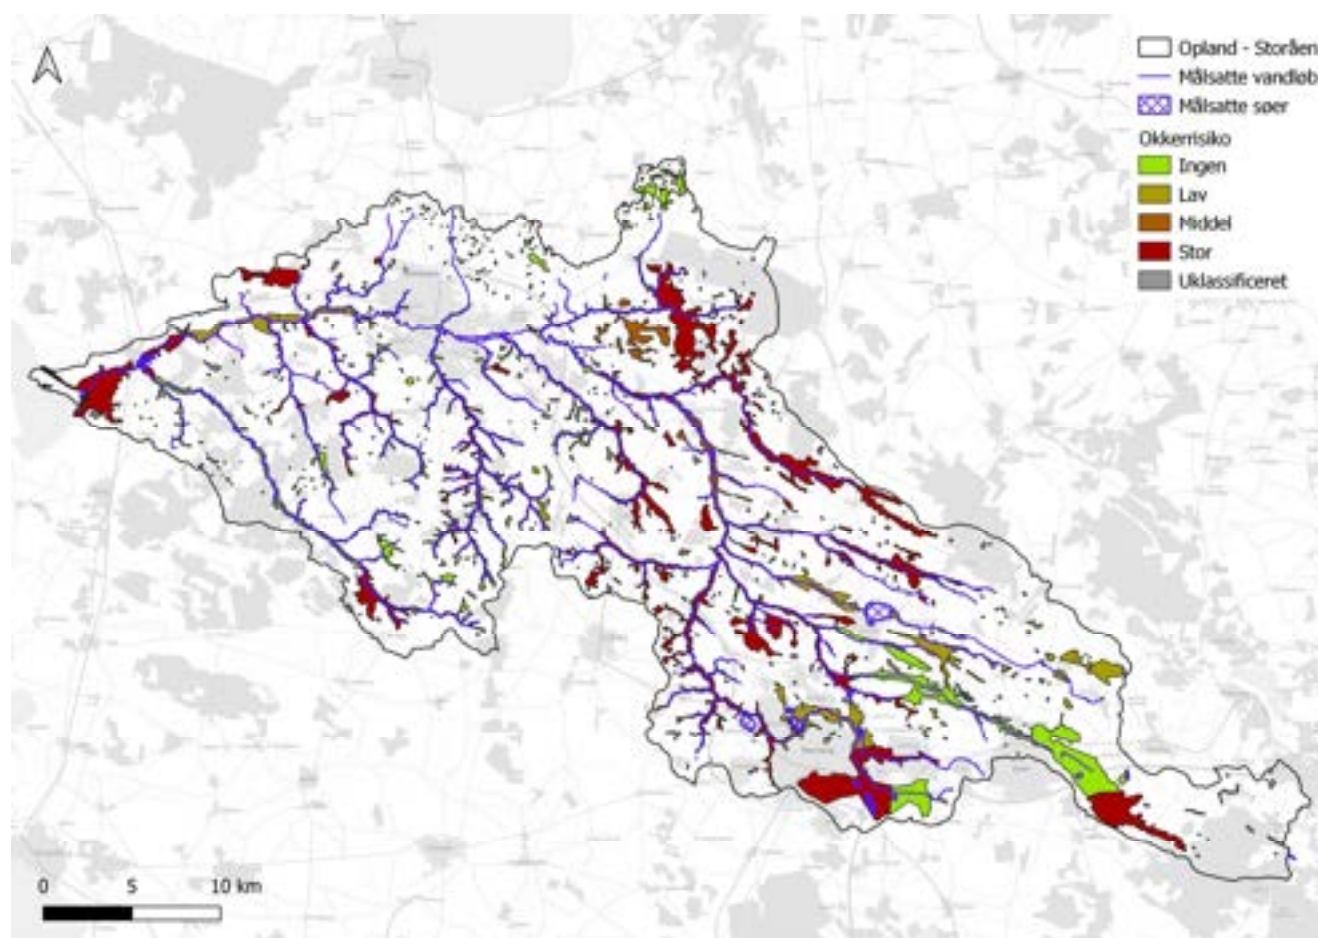 Opland - Storåen
Målsatte vandløb
Målsatte søer
Okkerrisiko
Ingen
Lav
Middel
Stor
Uklassificeret
0 5 10 km